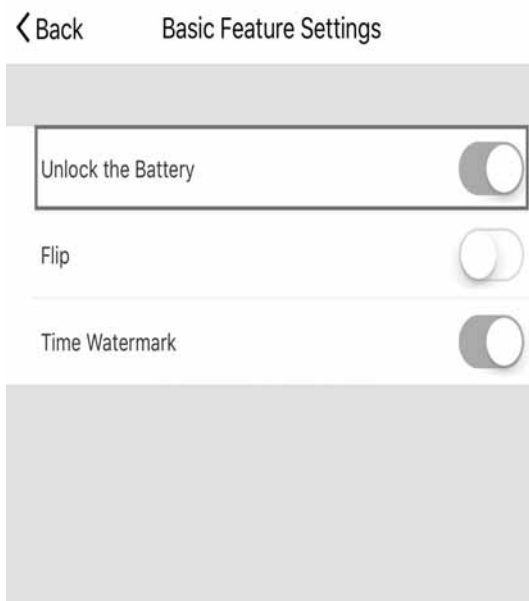 Back Basic Feature Settings
Unlock the Battery
Flip
Time Watermark